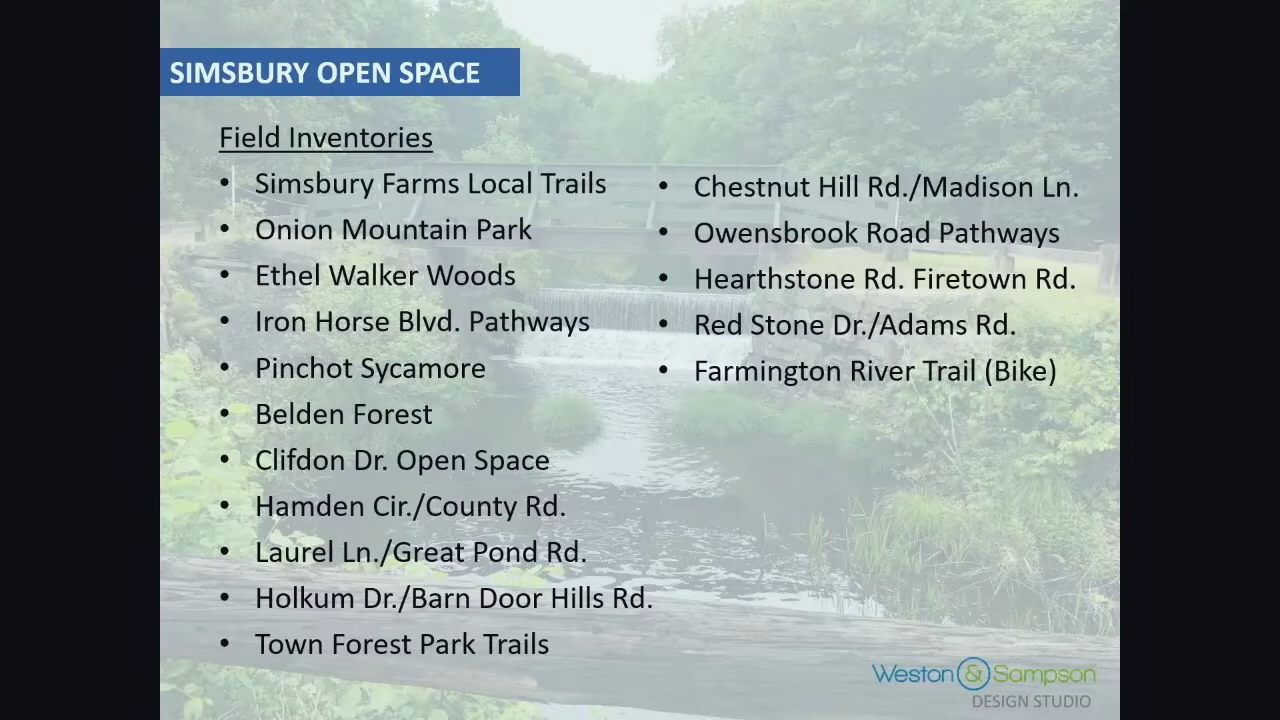 SIMSBURY OPEN SPACE
Field Inventories
• Simsbury Farms Local Trails
• Onion Mountain Park
• Ethel Walker Woods
• Iron Horse Blvd. Pathways
• Pinchot Sycamore
• Belden Forest
• Clifdon Dr. Open Space
• Hamden Cir./County Rd.
• Laurel Ln./Great Pond Rd.
• Holkum Dr./Barn Door Hills Rd.
• Town Forest Park Trails
• Chestnut Hill Rd./Madison Ln.
• Owensbrook Road Pathways
• Hearthstone Rd. Firetown Rd.
• Red Stone Dr./Adams Rd.
• Farmington River Trail (Bike)
Weston & Sampson
DESIGN STUDIO